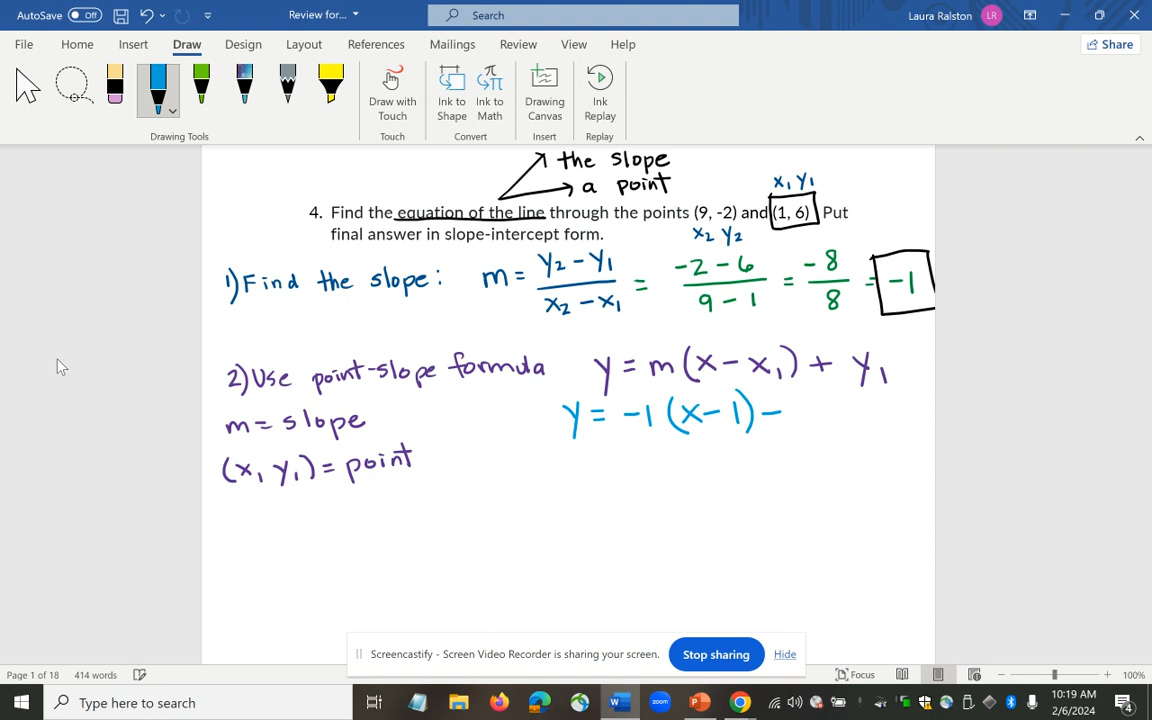 AutoSave Off Review for... Search Laura Ralston LR
File Home Insert Draw Design Layout References Mailings Review View Help Share
Draw with Touch Ink to Shape Ink to Math Drawing Canvas Ink Replay
Drawing Tools Touch Convert Insert Replay
the slope
a point
x₁ y₁
4. Find the equation of the line through the points (9, -2) and (1, 6) Put
final answer in slope-intercept form.
x₂ y₂
1) Find the slope: m = (y₂ - y₁)/(x₂ - x₁) = (-2 - 6)/(9 - 1) = -8/8 = -1
2) Use point-slope formula y = m(x - x₁) + y₁
m = slope y = -1(x - 1) -
(x₁ y₁) = point
Screencastify - Screen Video Recorder is sharing your screen. Stop sharing Hide
Page 1 of 18 414 words Focus 100%
Type here to search zoom 10:19 AM
2/6/2024 4